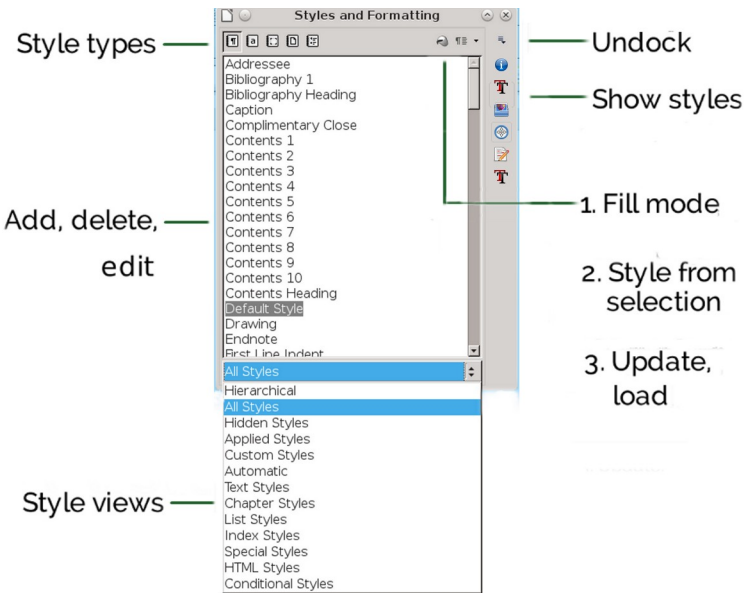 Styles and Formatting
Style types
Undock
Show styles
Addressee
Bibliography 1
Bibliography Heading
Caption
Complimentary Close
Contents 1
Contents 2
Contents 3
Contents 4
Contents 5
Contents 6
Contents 7
Contents 8
Contents 9
Contents 10
Contents Heading
Default Style
Drawing
Endnote
First Line Indent
Add, delete,
edit
1. Fill mode
2. Style from
selection
3. Update,
load
All Styles
Hierarchical
All Styles
Hidden Styles
Applied Styles
Custom Styles
Automatic
Text Styles
Chapter Styles
List Styles
Index Styles
Special Styles
HTML Styles
Conditional Styles
Style views